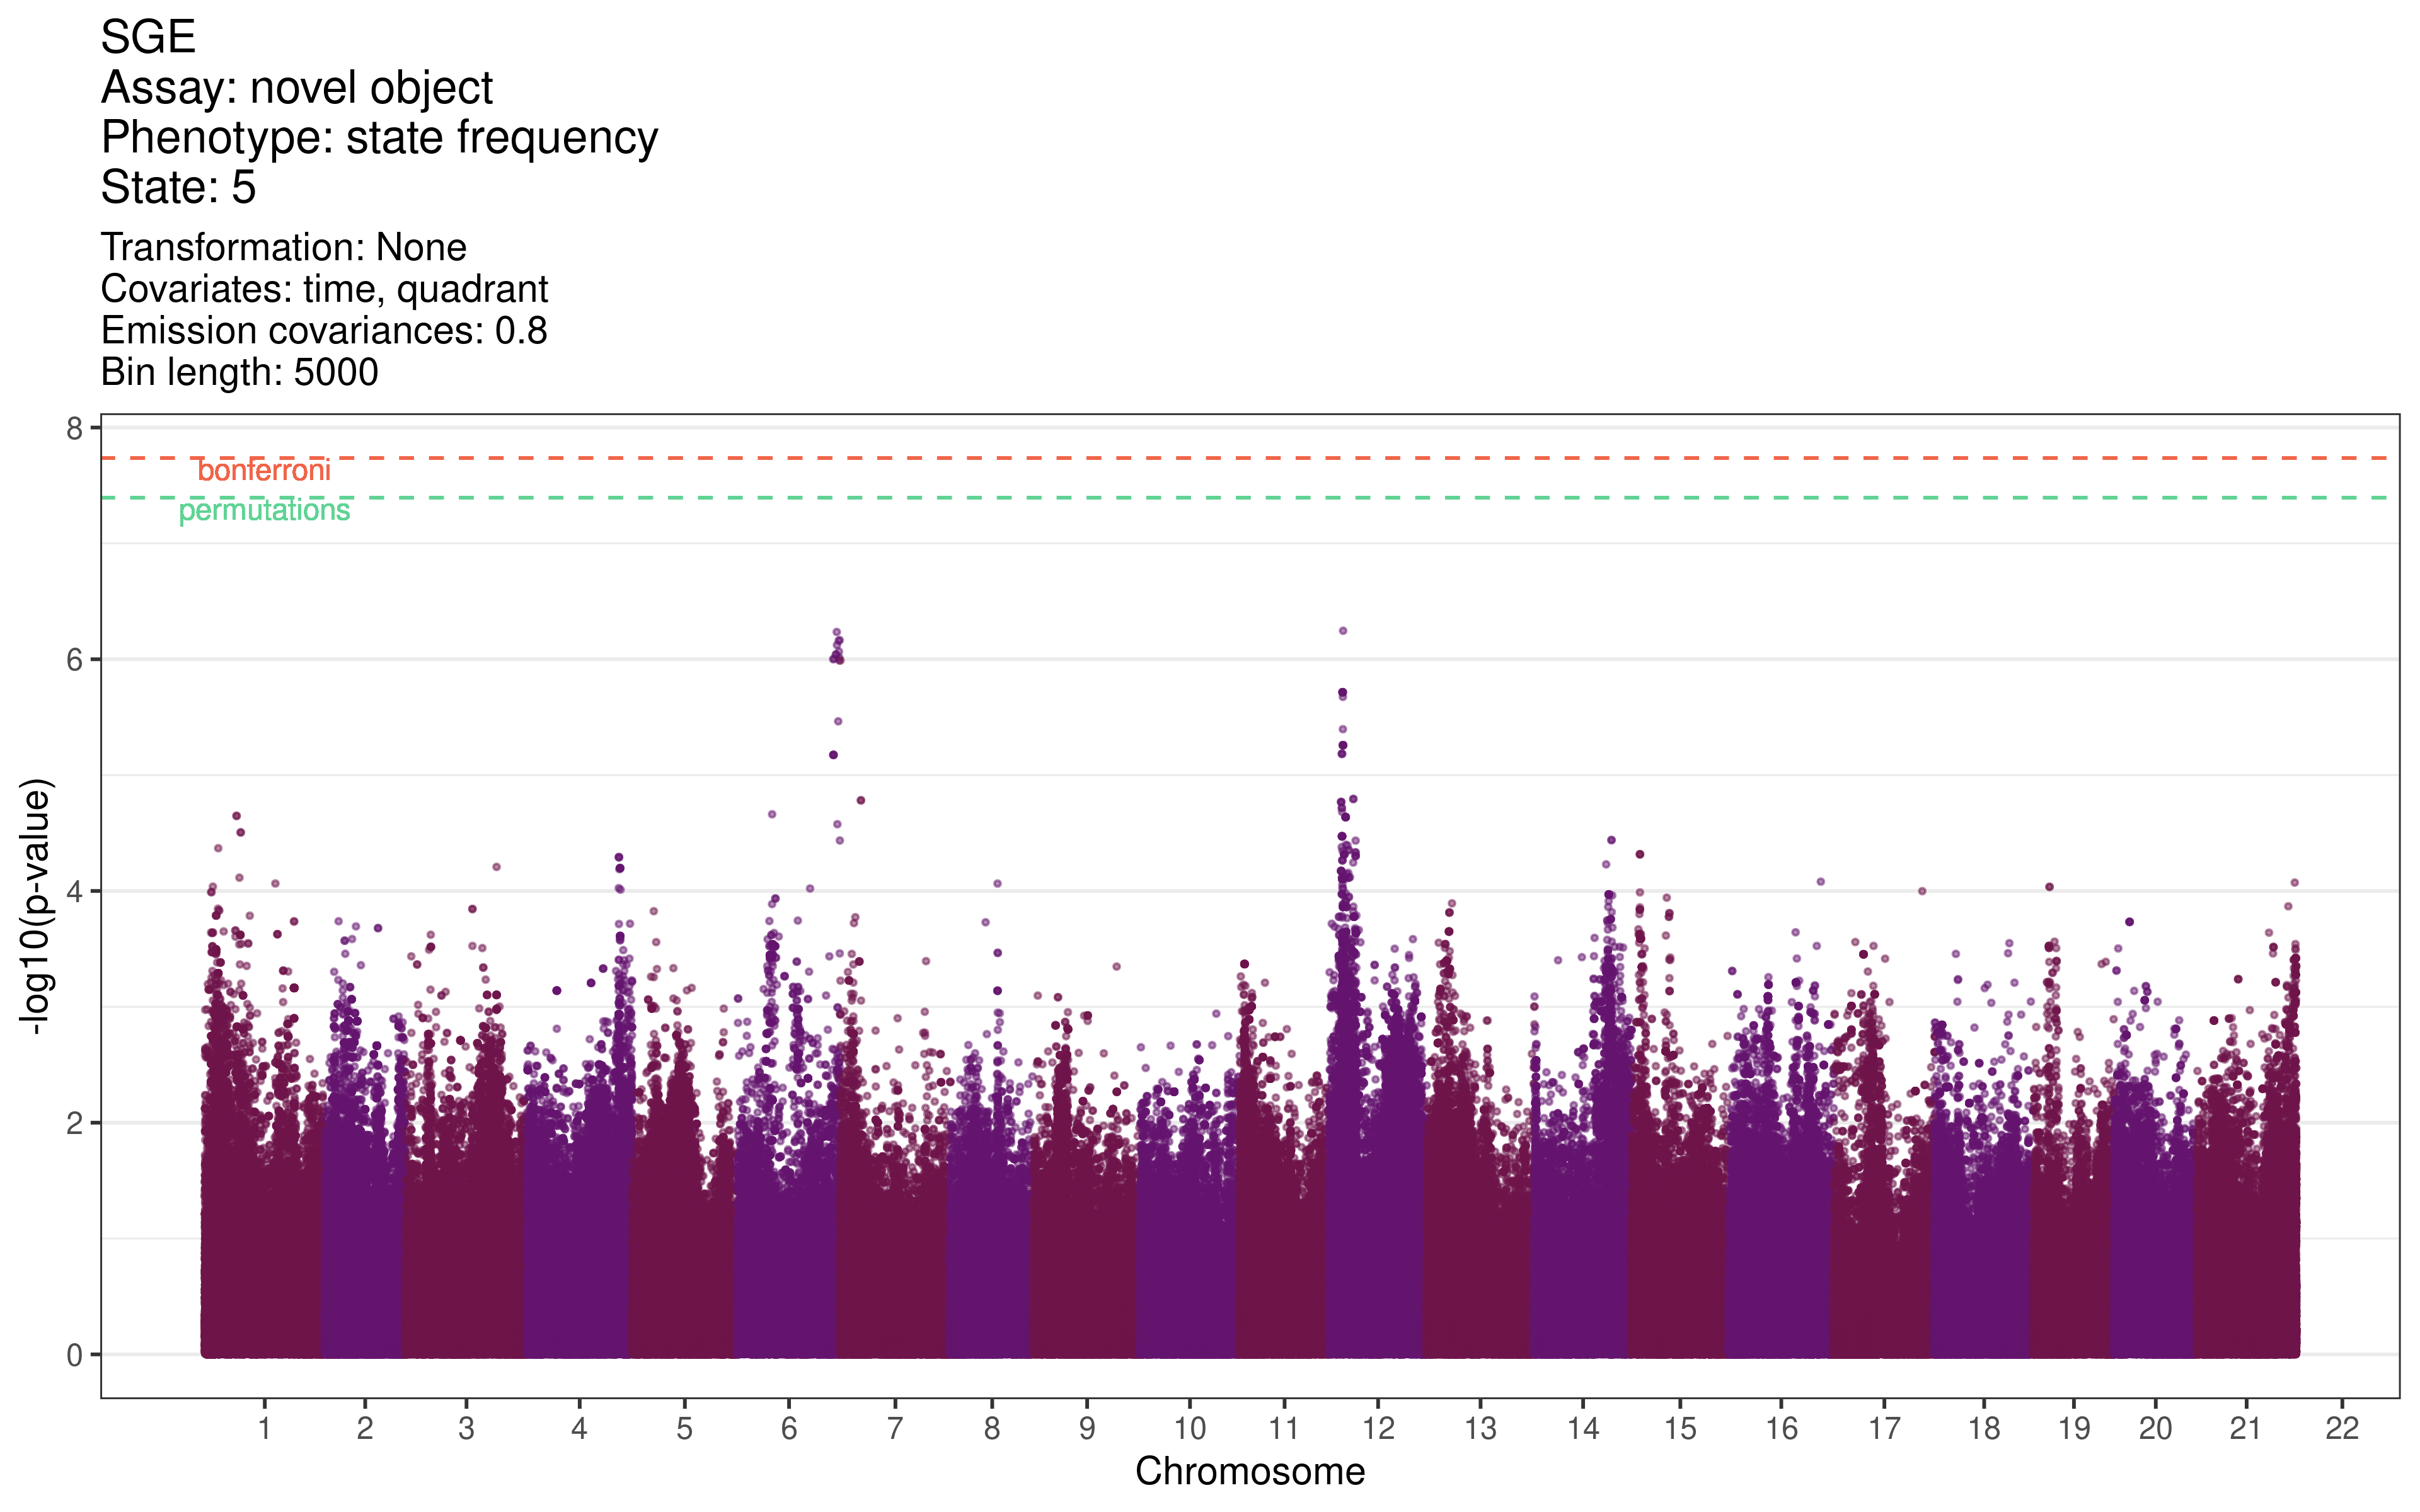 SGE
Assay: novel object
Phenotype: state frequency
State: 5
Transformation: None
Covariates: time, quadrant
Emission covariances: 0.8
Bin length: 5000
8
bonferroni
permutations
6
4
2
0
-log10(p-value)
1 2 3 4 5 6 7 8 9 10 11 12 13 14 15 16 17 18 19 20 21 22
Chromosome